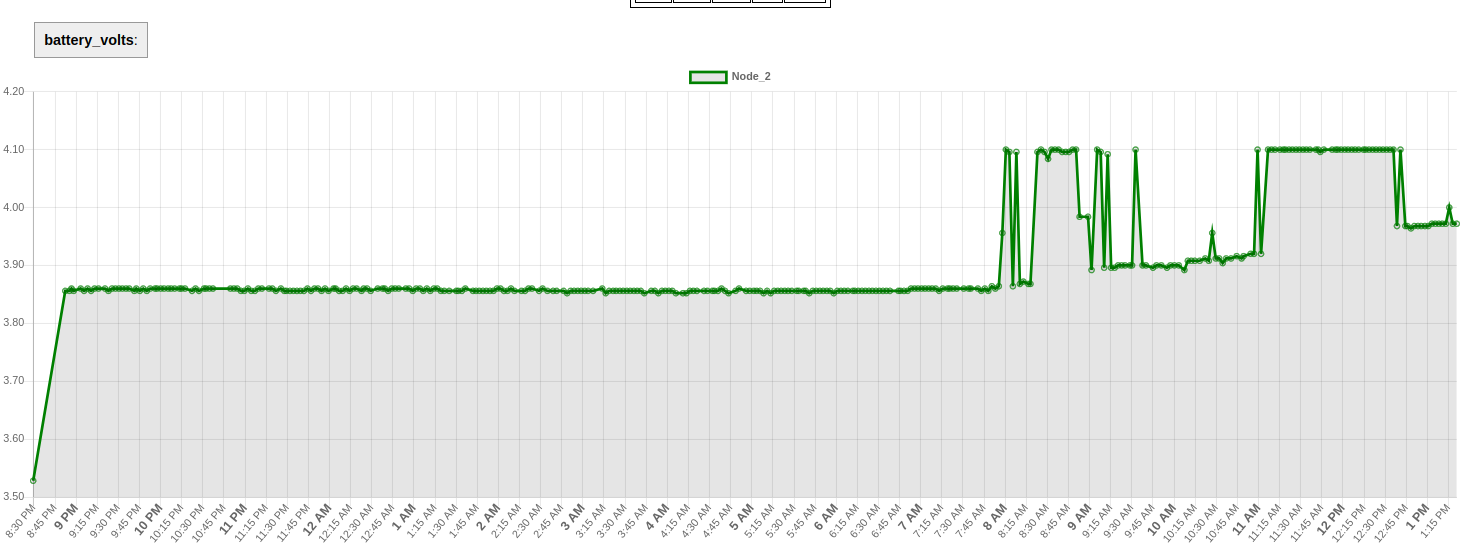 battery_volts:
Node_2
4.20
4.10
4.00
3.90
3.80
3.70
3.60
3.50
8:30 PM
8:45 PM
9 PM
9:15 PM
9:30 PM
9:45 PM
10 PM
10:15 PM
10:30 PM
10:45 PM
11 PM
11:15 PM
11:30 PM
11:45 PM
12 AM
12:15 AM
12:30 AM
12:45 AM
1 AM
1:15 AM
1:30 AM
1:45 AM
2 AM
2:15 AM
2:30 AM
2:45 AM
3 AM
3:15 AM
3:30 AM
3:45 AM
4 AM
4:15 AM
4:30 AM
4:45 AM
5 AM
5:15 AM
5:30 AM
5:45 AM
6 AM
6:15 AM
6:30 AM
6:45 AM
7 AM
7:15 AM
7:30 AM
7:45 AM
8 AM
8:15 AM
8:30 AM
8:45 AM
9 AM
9:15 AM
9:30 AM
9:45 AM
10 AM
10:15 AM
10:30 AM
10:45 AM
11 AM
11:15 AM
11:30 AM
11:45 AM
12 PM
12:15 PM
12:30 PM
12:45 PM
1 PM
1:15 PM